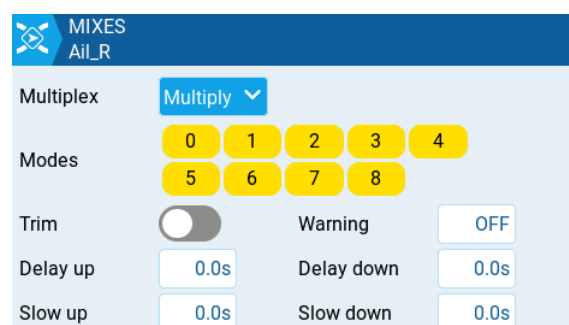 MIXES
Ail_R
Multiplex Multiply
Modes 0 1 2 3 4
5 6 7 8
Trim Warning OFF
Delay up 0.0s Delay down 0.0s
Slow up 0.0s Slow down 0.0s